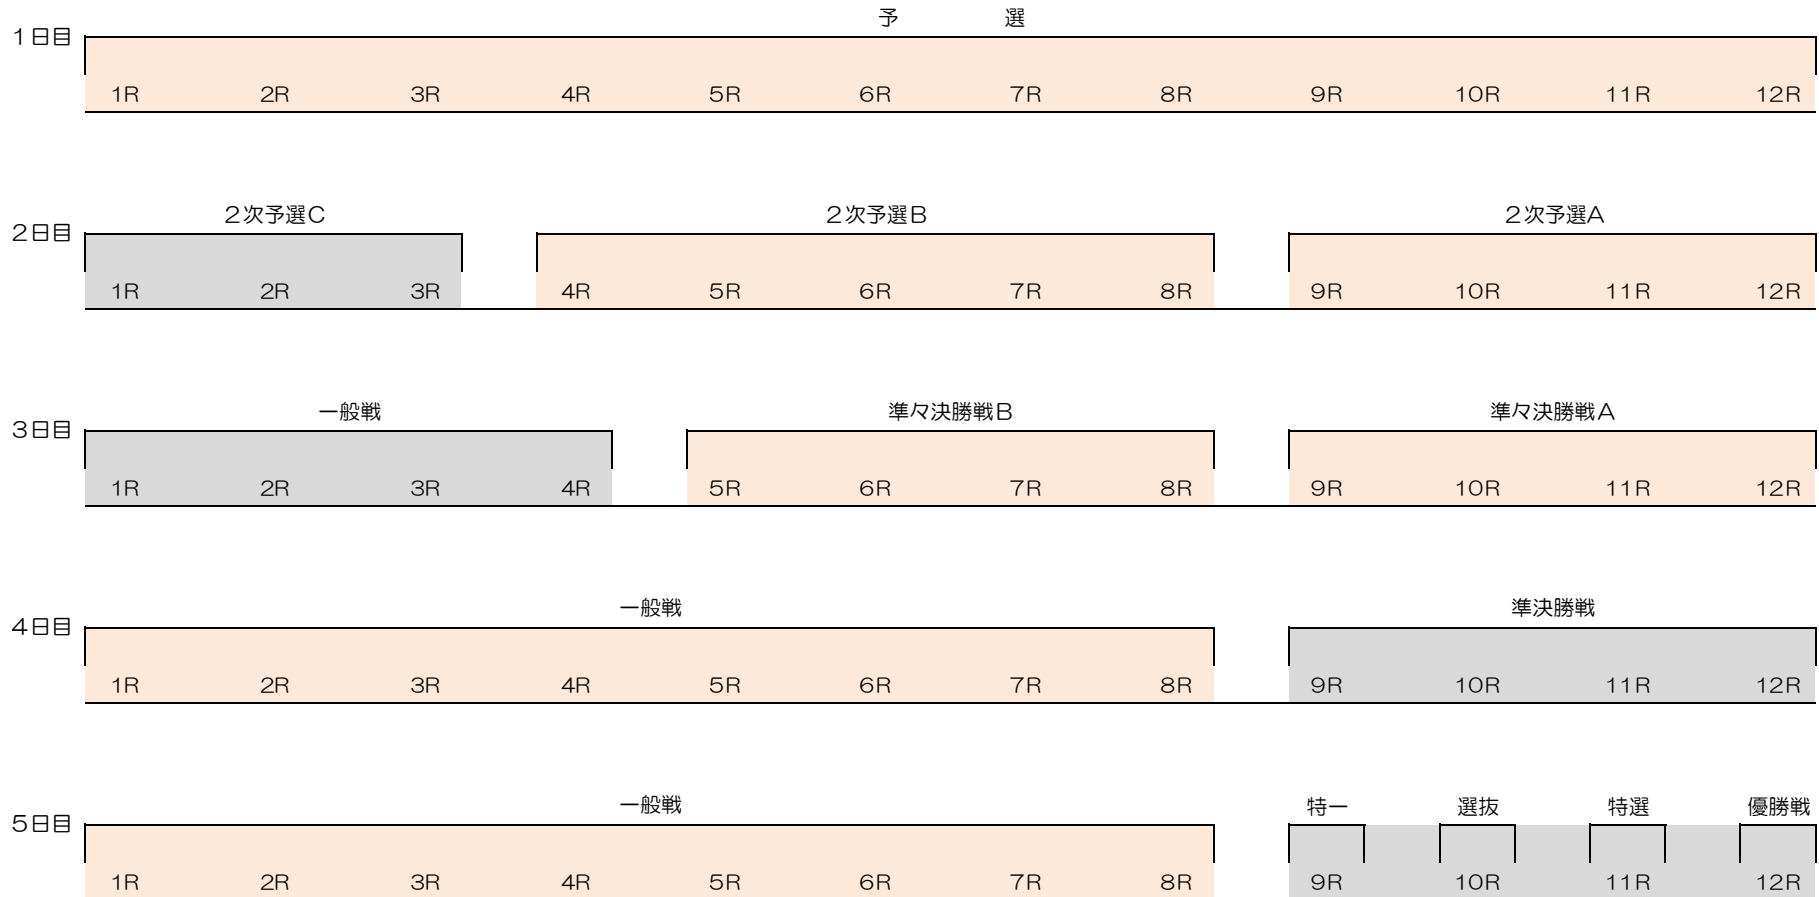 予　選
1日目
1R 2R 3R 4R 5R 6R 7R 8R 9R 10R 11R 12R
2次予選C 2次予選B 2次予選A
2日目
1R 2R 3R 4R 5R 6R 7R 8R 9R 10R 11R 12R
一般戦 準々決勝戦B 準々決勝戦A
3日目
1R 2R 3R 4R 5R 6R 7R 8R 9R 10R 11R 12R
一般戦 準決勝戦
4日目
1R 2R 3R 4R 5R 6R 7R 8R 9R 10R 11R 12R
一般戦 特一 選抜 特選 優勝戦
5日目
1R 2R 3R 4R 5R 6R 7R 8R 9R 10R 11R 12R